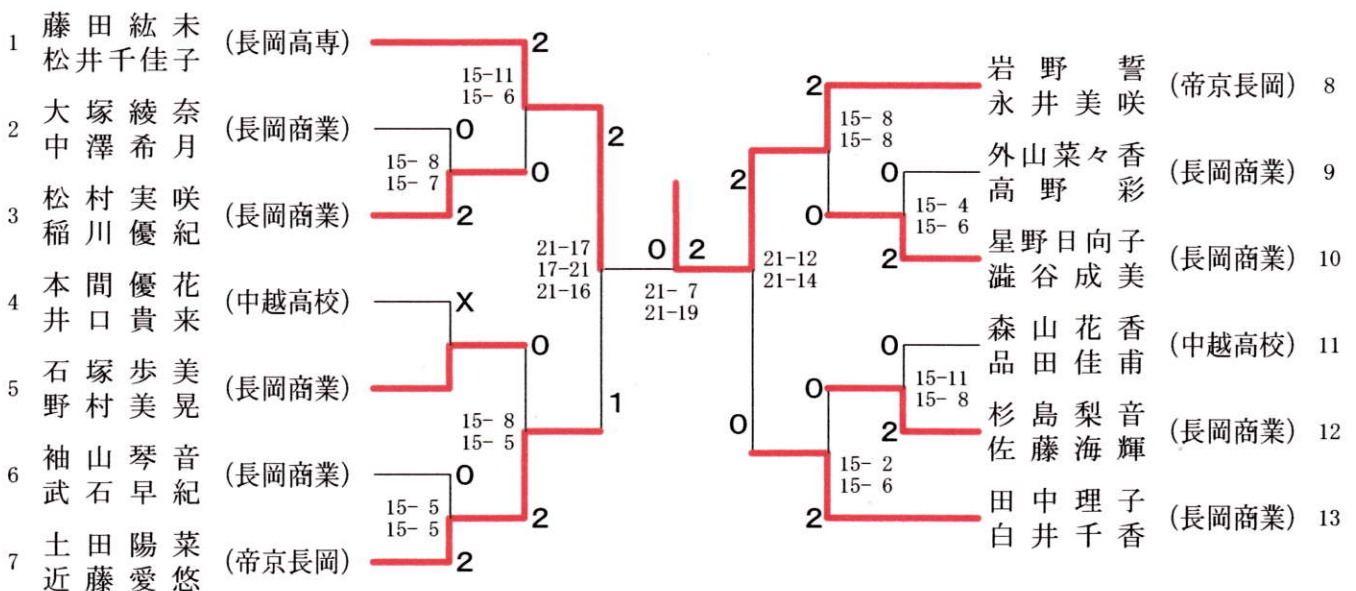 1 藤田紘未 (長岡高専)
松井千佳子
2
15-11
15- 6
2 大塚綾奈 (長岡商業)
中澤希月
0
15- 8
15- 7
0
3 松村実咲 (長岡商業)
稲川優紀
2
2
21-17
17-21
21-16
4 本間優花 (中越高校)
井口貴来
X
0
5 石塚歩美 (長岡商業)
野村美晃
15- 8
15- 5
1
6 袖山琴音 (長岡商業)
武石早紀
0
15- 5
15- 5
2
7 土田陽菜 (帝京長岡)
近藤愛悠
2
0 2
21- 7
21-19
2
岩野誓 (帝京長岡) 8
永井美咲
15- 8
15- 8
2
0
外山菜々香 (長岡商業) 9
高野彩
15- 4
15- 6
0
2
星野日向子 (長岡商業) 10
澁谷成美
21-12
21-14
0
森山花香 (中越高校) 11
品田佳甫
15-11
15- 8
0
2
杉島梨音 (長岡商業) 12
佐藤海輝
0
15- 2
15- 6
2
田中理子 (長岡商業) 13
白井千香